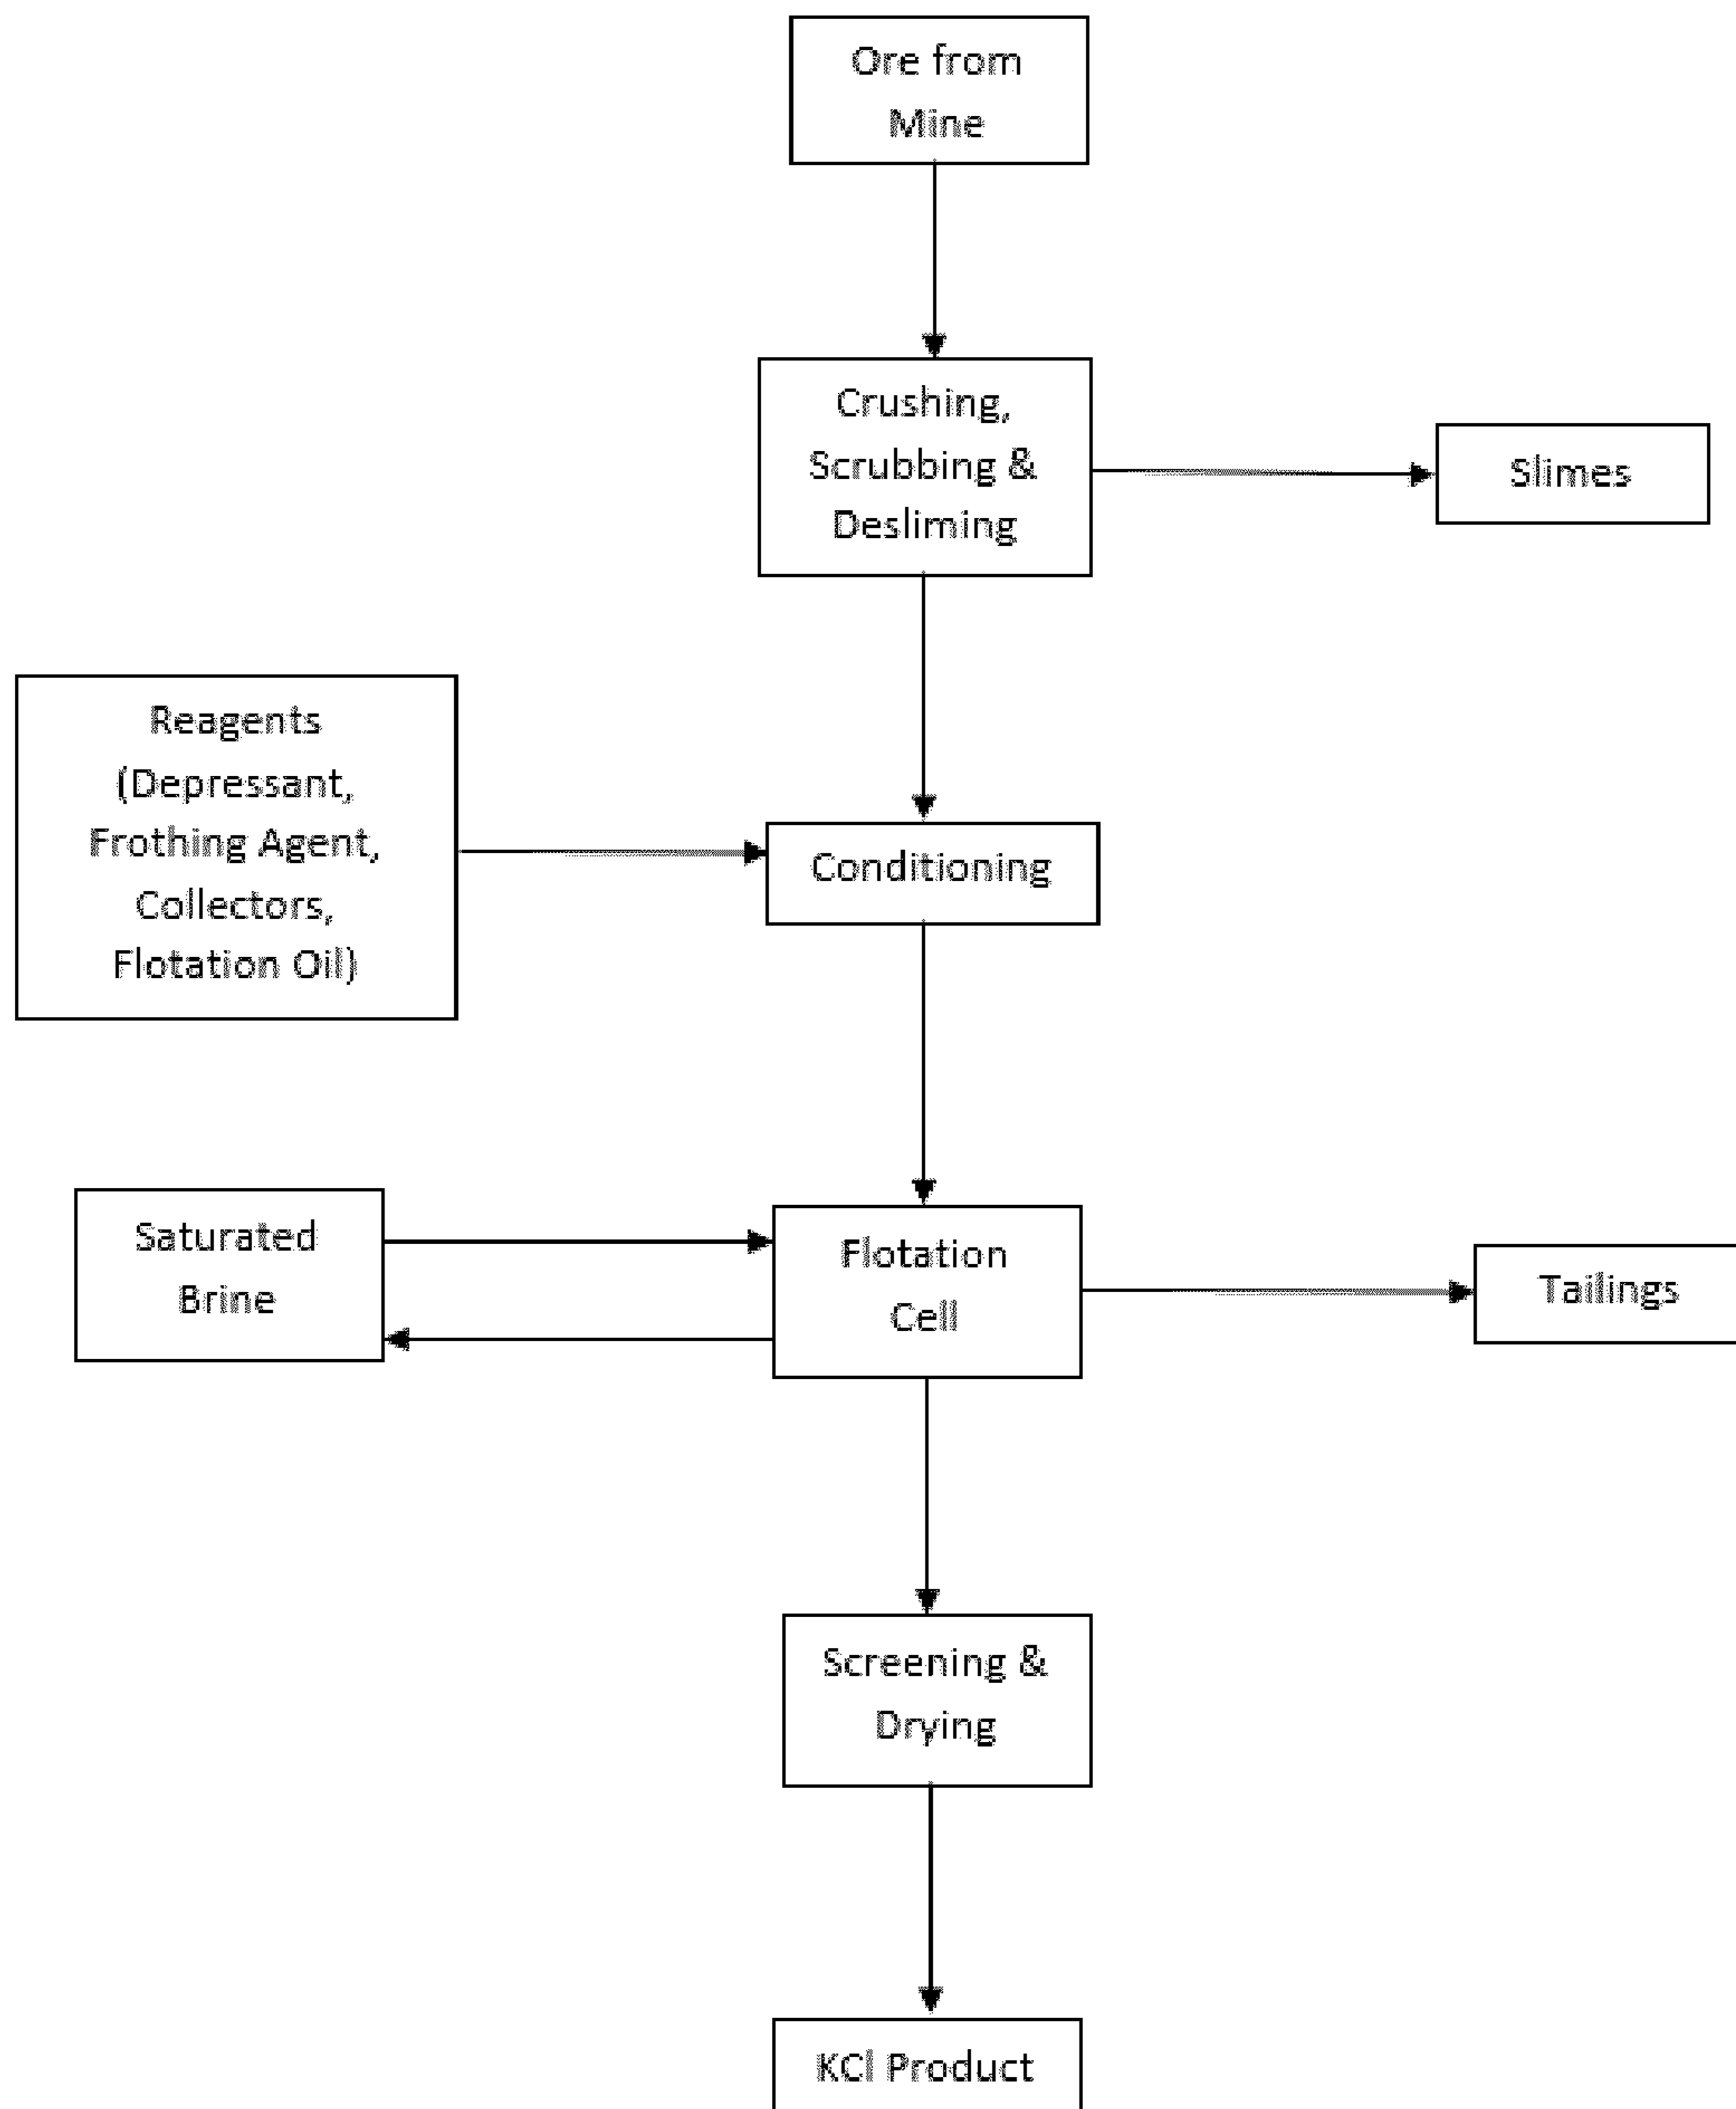 Ore from
Mine
Crushing,
Scrubbing &
Desliming
Slimes
Reagents
(Depressant,
Frothing Agent,
Collectors,
Flotation Oil)
Conditioning
Saturated
Brine
Flotation
Cell
Tailings
Screening &
Drying
KCl Product